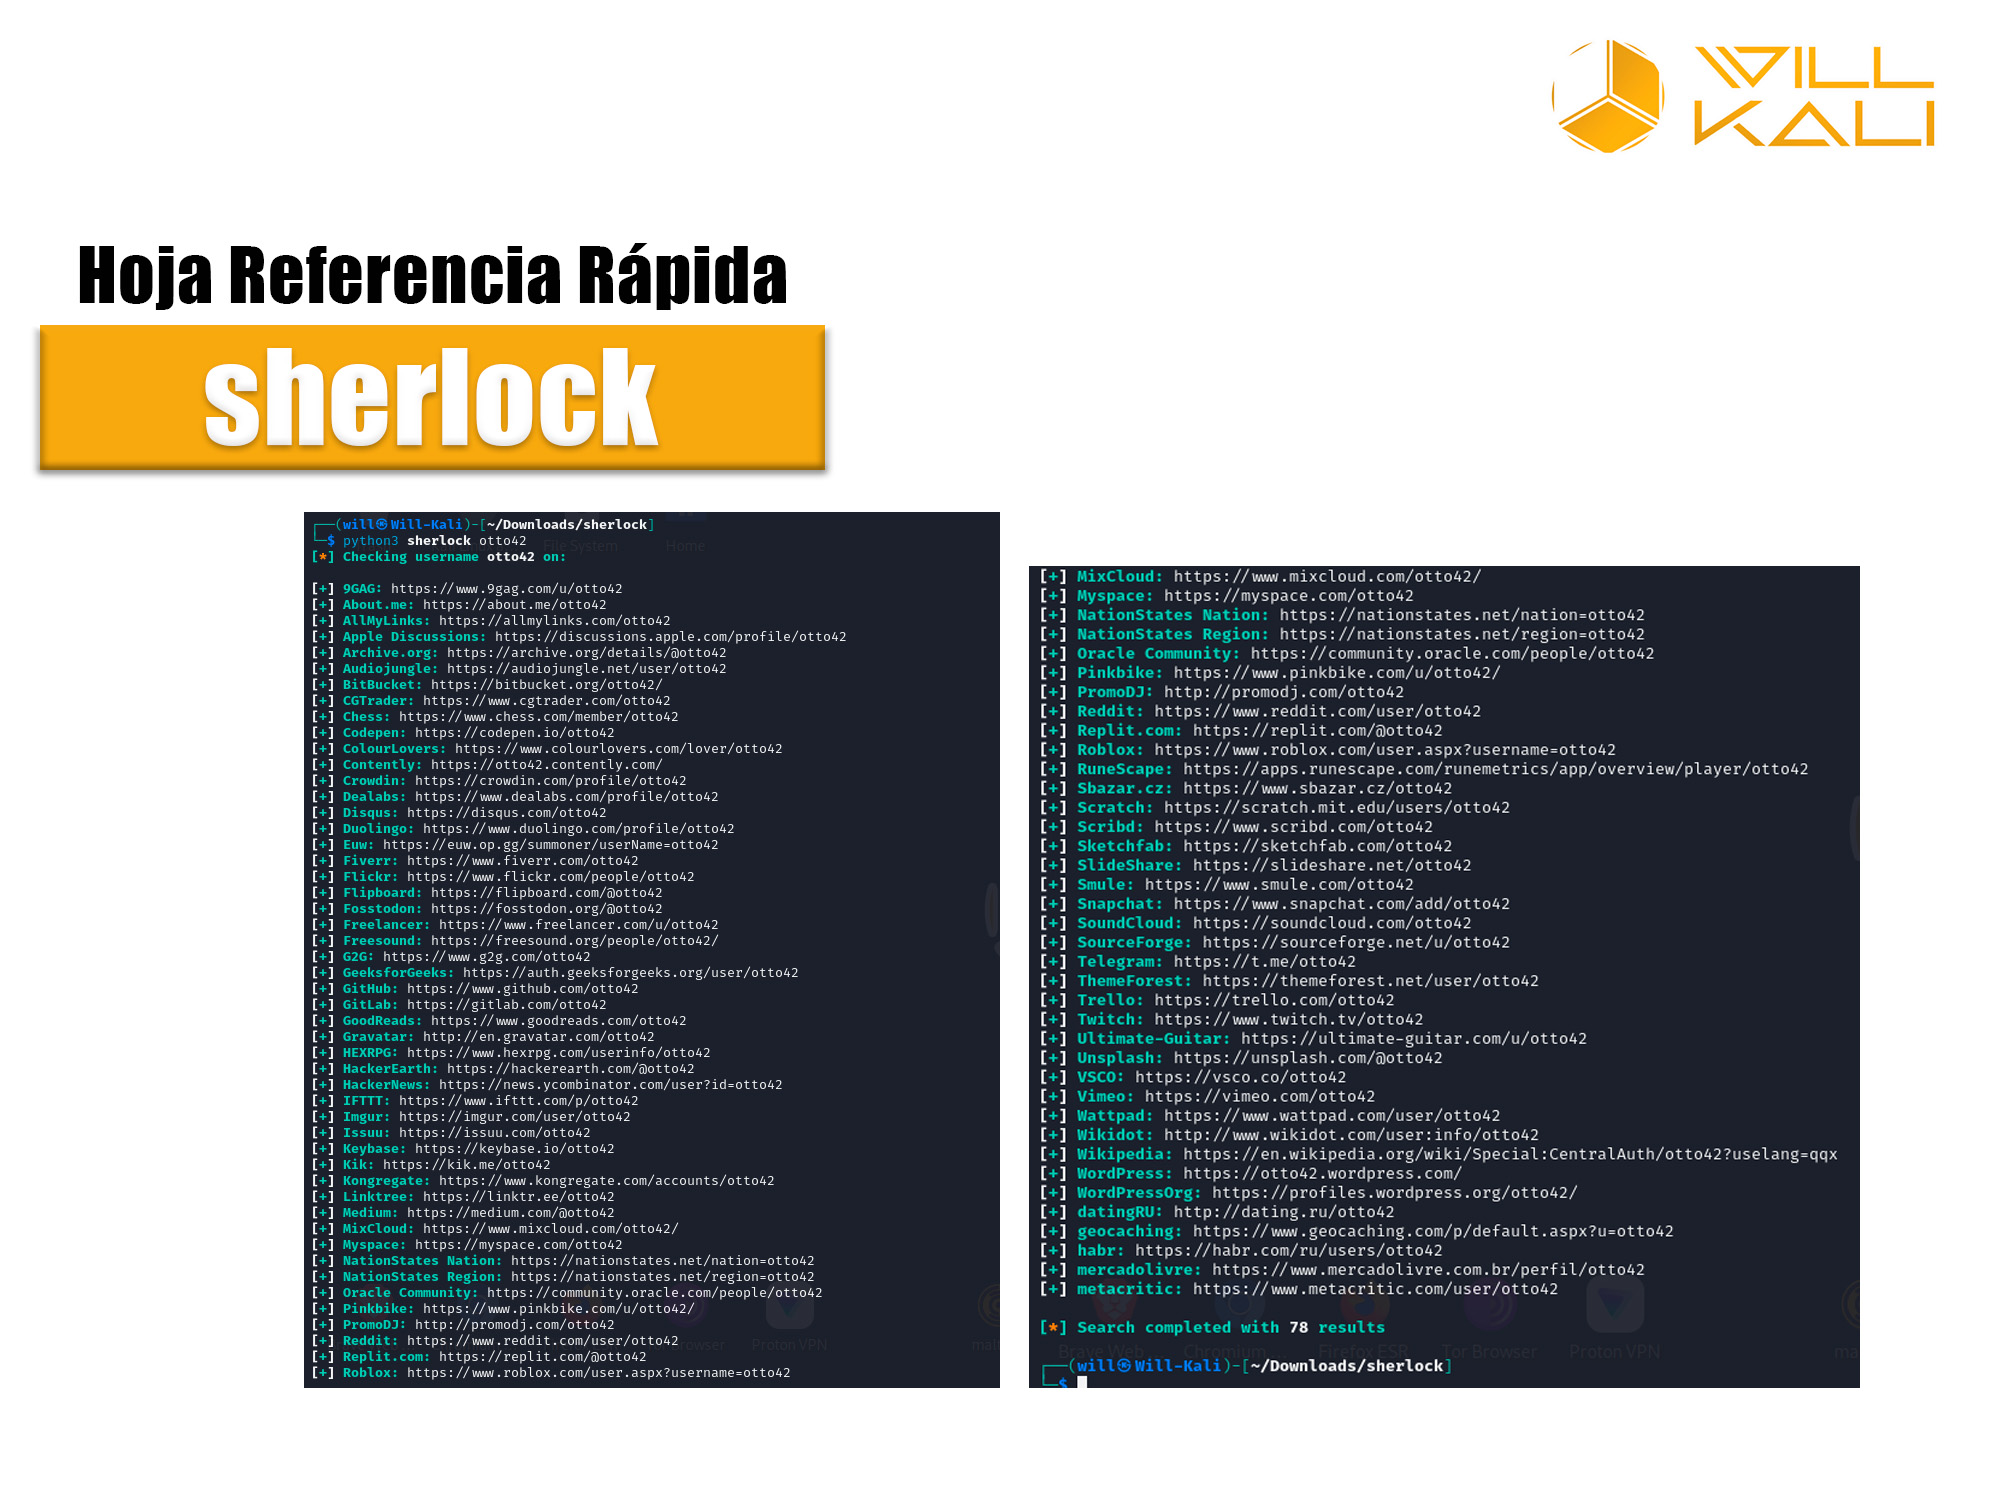 WILL
KALI
Hoja Referencia Rápida
sherlock
┌──(will㉿Will-Kali)-[~/Downloads/sherlock]
└─$ python3 sherlock otto42
File System Home
[*] Checking username otto42 on:
[+] 9GAG: https://www.9gag.com/u/otto42
[+] About.me: https://about.me/otto42
[+] AllMyLinks: https://allmylinks.com/otto42
[+] Apple Discussions: https://discussions.apple.com/profile/otto42
[+] Archive.org: https://archive.org/details/@otto42
[+] Audiojungle: https://audiojungle.net/user/otto42
[+] BitBucket: https://bitbucket.org/otto42/
[+] CGTrader: https://www.cgtrader.com/otto42
[+] Chess: https://www.chess.com/member/otto42
[+] Codepen: https://codepen.io/otto42
[+] ColourLovers: https://www.colourlovers.com/lover/otto42
[+] Contently: https://otto42.contently.com/
[+] Crowdin: https://crowdin.com/profile/otto42
[+] Dealabs: https://www.dealabs.com/profile/otto42
[+] Disqus: https://disqus.com/otto42
[+] Duolingo: https://www.duolingo.com/profile/otto42
[+] Euw: https://euw.op.gg/summoner/userName=otto42
[+] Fiverr: https://www.fiverr.com/otto42
[+] Flickr: https://www.flickr.com/people/otto42
[+] Flipboard: https://flipboard.com/@otto42
[+] Fosstodon: https://fosstodon.org/@otto42
[+] Freelancer: https://www.freelancer.com/u/otto42
[+] Freesound: https://freesound.org/people/otto42/
[+] G2G: https://www.g2g.com/otto42
[+] GeeksforGeeks: https://auth.geeksforgeeks.org/user/otto42
[+] GitHub: https://www.github.com/otto42
[+] GitLab: https://gitlab.com/otto42
[+] GoodReads: https://www.goodreads.com/otto42
[+] Gravatar: http://en.gravatar.com/otto42
[+] HEXRPG: https://www.hexrpg.com/userinfo/otto42
[+] HackerEarth: https://hackerearth.com/@otto42
[+] HackerNews: https://news.ycombinator.com/user?id=otto42
[+] IFTTT: https://www.ifttt.com/p/otto42
[+] Imgur: https://imgur.com/user/otto42
[+] Issuu: https://issuu.com/otto42
[+] Keybase: https://keybase.io/otto42
[+] Kik: https://kik.me/otto42
[+] Kongregate: https://www.kongregate.com/accounts/otto42
[+] Linktree: https://linktr.ee/otto42
[+] Medium: https://medium.com/@otto42
[+] MixCloud: https://www.mixcloud.com/otto42/
[+] Myspace: https://myspace.com/otto42
[+] NationStates Nation: https://nationstates.net/nation=otto42
[+] NationStates Region: https://nationstates.net/region=otto42
[+] Oracle Community: https://community.oracle.com/people/otto42
[+] Pinkbike: https://www.pinkbike.com/u/otto42/
[+] PromoDJ: http://promodj.com/otto42
[+] Reddit: https://www.reddit.com/user/otto42
rowser Proton VPN
[+] Replit.com: https://replit.com/@otto42
[+] Roblox: https://www.roblox.com/user.aspx?username=otto42
[+] MixCloud: https://www.mixcloud.com/otto42/
[+] Myspace: https://myspace.com/otto42
[+] NationStates Nation: https://nationstates.net/nation=otto42
[+] NationStates Region: https://nationstates.net/region=otto42
[+] Oracle Community: https://community.oracle.com/people/otto42
[+] Pinkbike: https://www.pinkbike.com/u/otto42/
[+] PromoDJ: http://promodj.com/otto42
[+] Reddit: https://www.reddit.com/user/otto42
[+] Replit.com: https://replit.com/@otto42
[+] Roblox: https://www.roblox.com/user.aspx?username=otto42
[+] RuneScape: https://apps.runescape.com/runemetrics/app/overview/player/otto42
[+] Sbazar.cz: https://www.sbazar.cz/otto42
[+] Scratch: https://scratch.mit.edu/users/otto42
[+] Scribd: https://www.scribd.com/otto42
[+] Sketchfab: https://sketchfab.com/otto42
[+] SlideShare: https://slideshare.net/otto42
[+] Smule: https://www.smule.com/otto42
[+] Snapchat: https://www.snapchat.com/add/otto42
[+] SoundCloud: https://soundcloud.com/otto42
[+] SourceForge: https://sourceforge.net/u/otto42
[+] Telegram: https://t.me/otto42
[+] ThemeForest: https://themeforest.net/user/otto42
[+] Trello: https://trello.com/otto42
[+] Twitch: https://www.twitch.tv/otto42
[+] Ultimate-Guitar: https://ultimate-guitar.com/u/otto42
[+] Unsplash: https://unsplash.com/@otto42
[+] VSCO: https://vsco.co/otto42
[+] Vimeo: https://vimeo.com/otto42
[+] Wattpad: https://www.wattpad.com/user/otto42
[+] Wikidot: http://www.wikidot.com/user:info/otto42
[+] Wikipedia: https://en.wikipedia.org/wiki/Special:CentralAuth/otto42?uselang=qqx
[+] WordPress: https://otto42.wordpress.com/
[+] WordPressOrg: https://profiles.wordpress.org/otto42/
[+] datingRU: http://dating.ru/otto42
[+] geocaching: https://www.geocaching.com/p/default.aspx?u=otto42
[+] habr: https://habr.com/ru/users/otto42
[+] mercadolivre: https://www.mercadolivre.com.br/perfil/otto42
[+] metacritic: https://www.metacritic.com/user/otto42
[*] Search completed with 78 results
Brave Web Chromium Firefox ESR Tor Browser Proton VPN ma
┌──(will㉿Will-Kali)-[~/Downloads/sherlock]
└─$